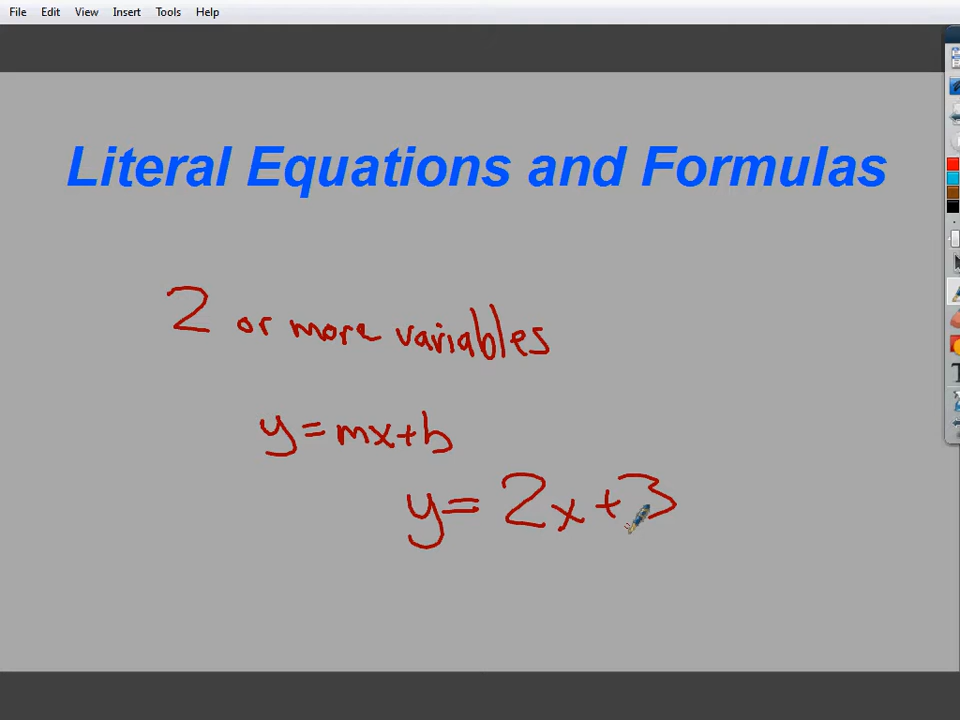 File Edit View Insert Tools Help
Literal Equations and Formulas
2 or more variables
y=mx+b
y=2x+3